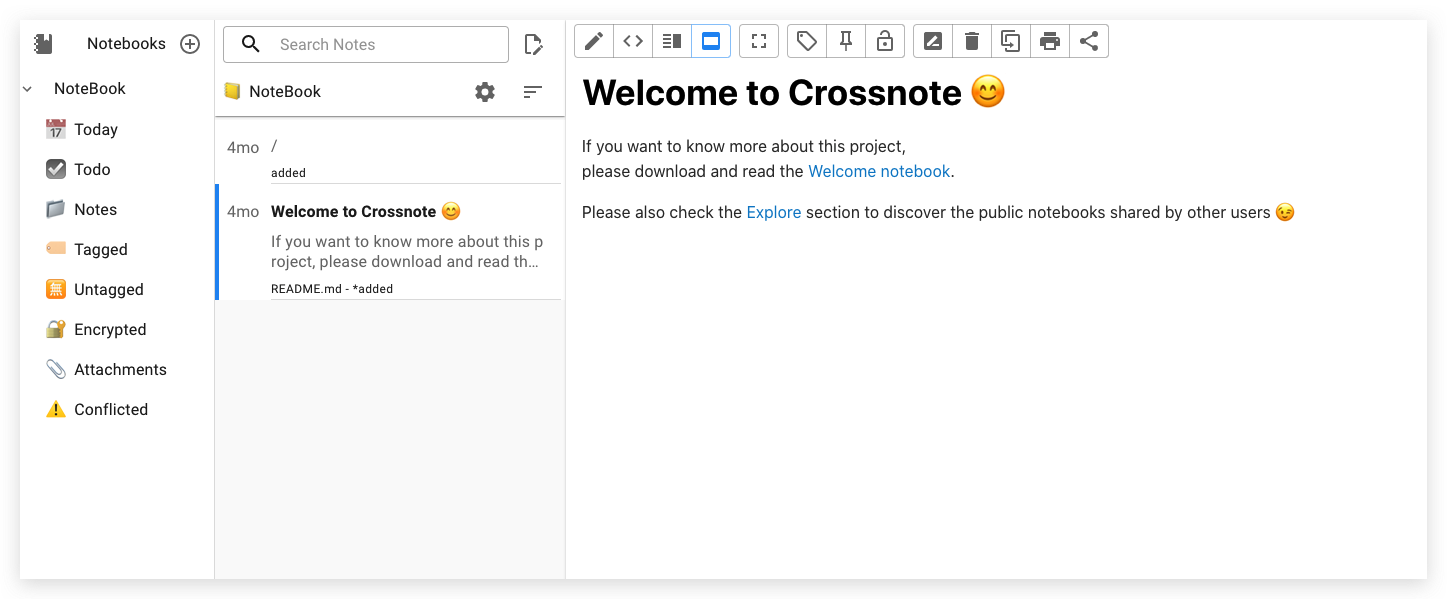 Notebooks
NoteBook
Today
Todo
Notes
Tagged
Untagged
Encrypted
Attachments
Conflicted
Search Notes
NoteBook
4mo /
added
4mo Welcome to Crossnote 😊
If you want to know more about this p
roject, please download and read th…
README.md - *added
Welcome to Crossnote 😊
If you want to know more about this project,
please download and read the Welcome notebook.
Please also check the Explore section to discover the public notebooks shared by other users 😉